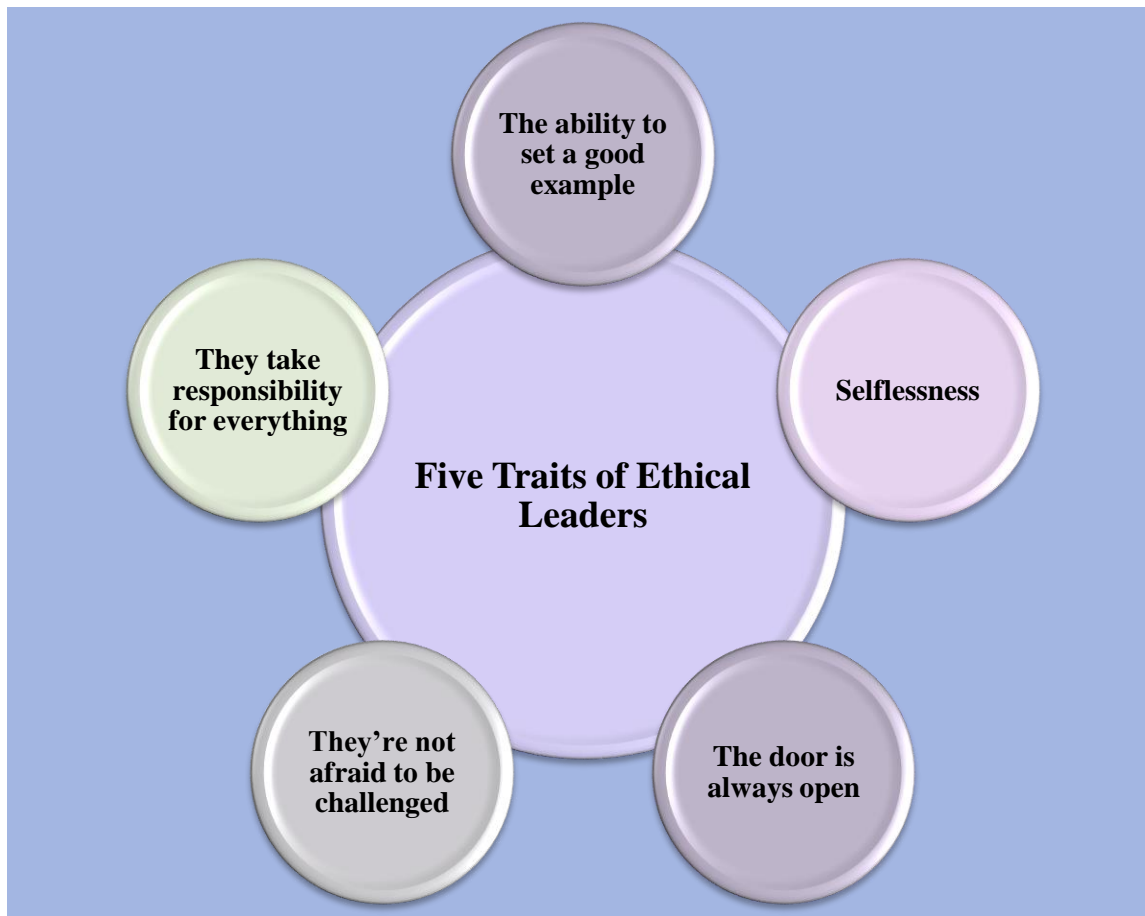 The ability to
set a good
example
Selflessness
The door is
always open
They're not
afraid to be
challenged
They take
responsibility
for everything
Five Traits of Ethical
Leaders